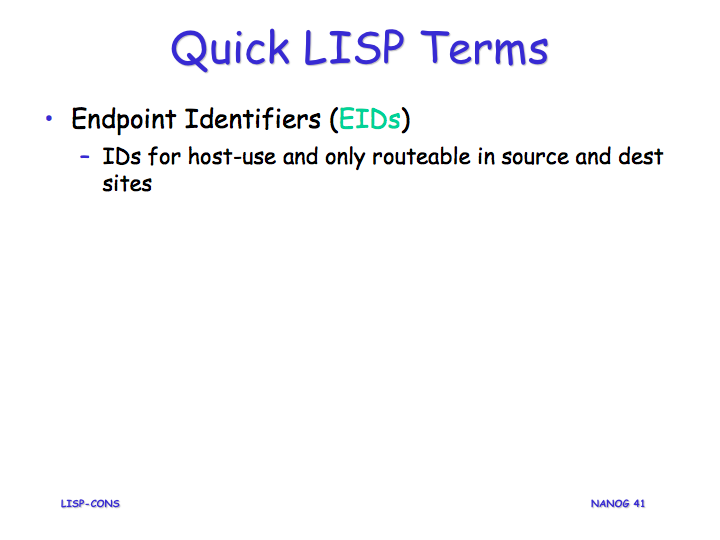 Quick LISP Terms
• Endpoint Identifiers (EIDs)
– IDs for host-use and only routeable in source and dest
sites
LISP-CONS
NANOG 41